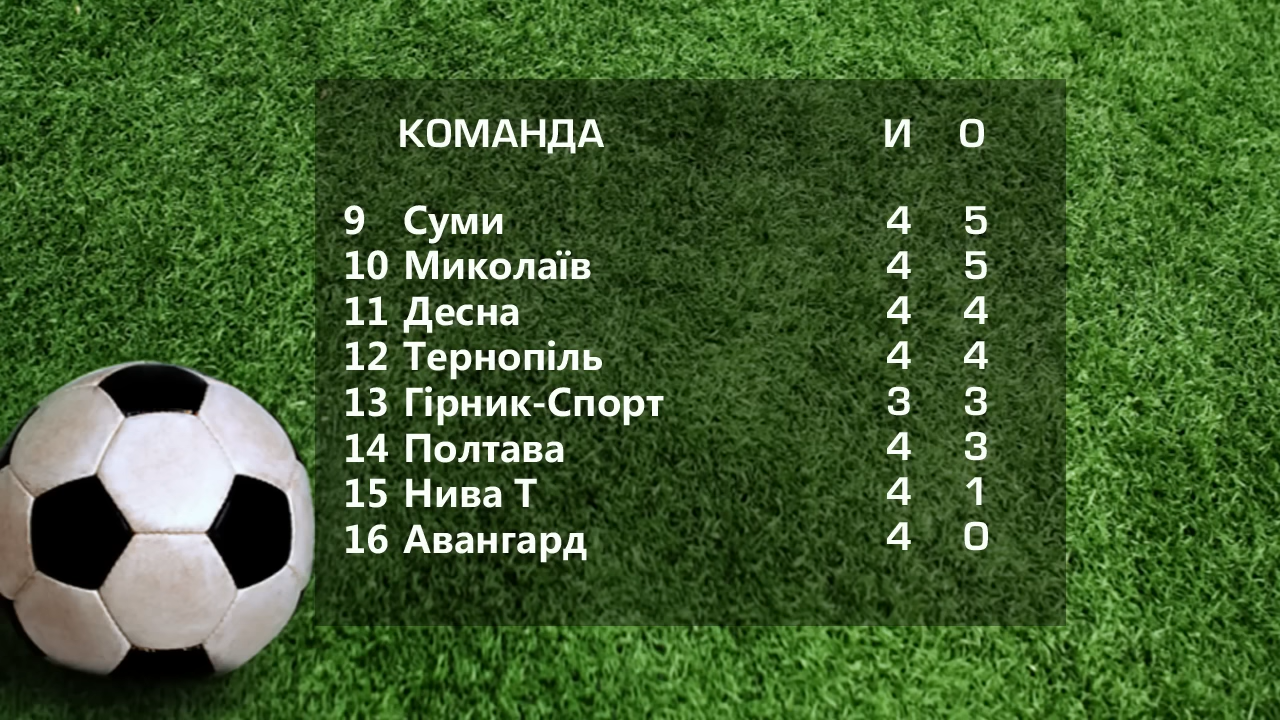 КОМАНДА И О
9 Суми 4 5
10 Миколаїв 4 5
11 Десна 4 4
12 Тернопіль 4 4
13 Гірник-Спорт 3 3
14 Полтава 4 3
15 Нива Т 4 1
16 Авангард 4 0